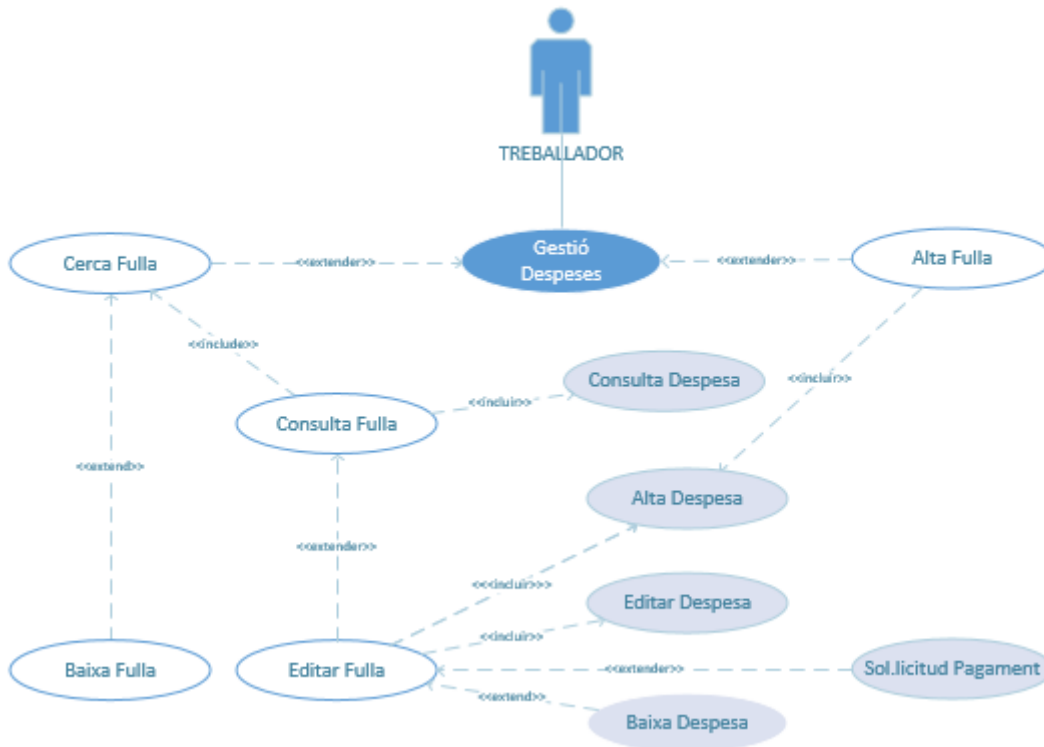 TREBALLADOR
Gestió
Despeses
Cerca Fulla
<<extender>>
<<extender>>
Alta Fulla
<<include>>
Consulta Despesa
<<incluir>>
<<incluir>>
Consulta Fulla
<<extend>>
Alta Despesa
<<extender>>
<<incluir>>>
Editar Despesa
<<incluir>>
Baixa Fulla
Editar Fulla
<<extender>>
Sol.licitud Pagament
<<extend>>
Baixa Despesa